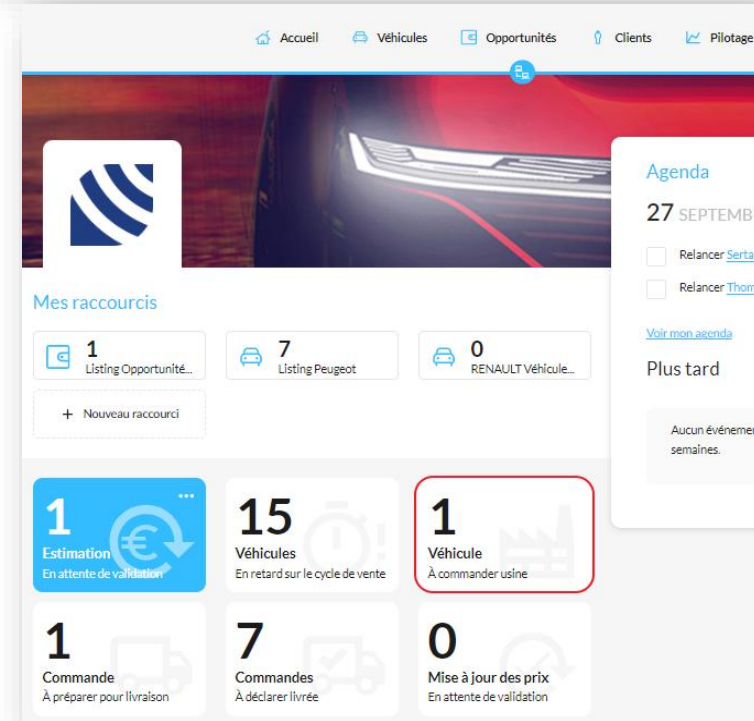 Accueil Véhicules Opportunités Clients Pilotage
Agenda
27 SEPTEMB
Relancer Serta
Relancer Thom
Voir mon agenda
Plus tard
Aucun événemer
semaines.
Mes raccourcis
1
Listing Opportunité...
7
Listing Peugeot
0
RENAULT Véhicule...
+ Nouveau raccourci
1
Estimation
En attente de validation
15
Véhicules
En retard sur le cycle de vente
1
Véhicule
À commander usine
1
Commande
À préparer pour livraison
7
Commandes
À déclarer livrée
0
Mise à jour des prix
En attente de validation